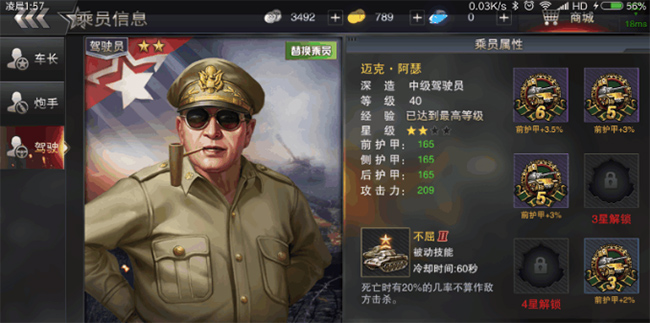 凌晨1:57
0.03K/s
HD
56%
乘员信息
3492
789
0
商城
18ms
车长
炮手
驾驶
驾驶员
替换乘员
乘员属性
迈克·阿瑟
深造 中级驾驶员
等级 40
经验 已达到最高等级
星级
前护甲: 165
侧护甲: 165
后护甲: 165
攻击力: 209
不屈 II
被动技能
冷却时间:60秒
死亡时有20%的几率不算作敌
方击杀。
6
前护甲+3.5%
5
前护甲+3%
5
前护甲+3%
3星解锁
4星解锁
3
前护甲+2%